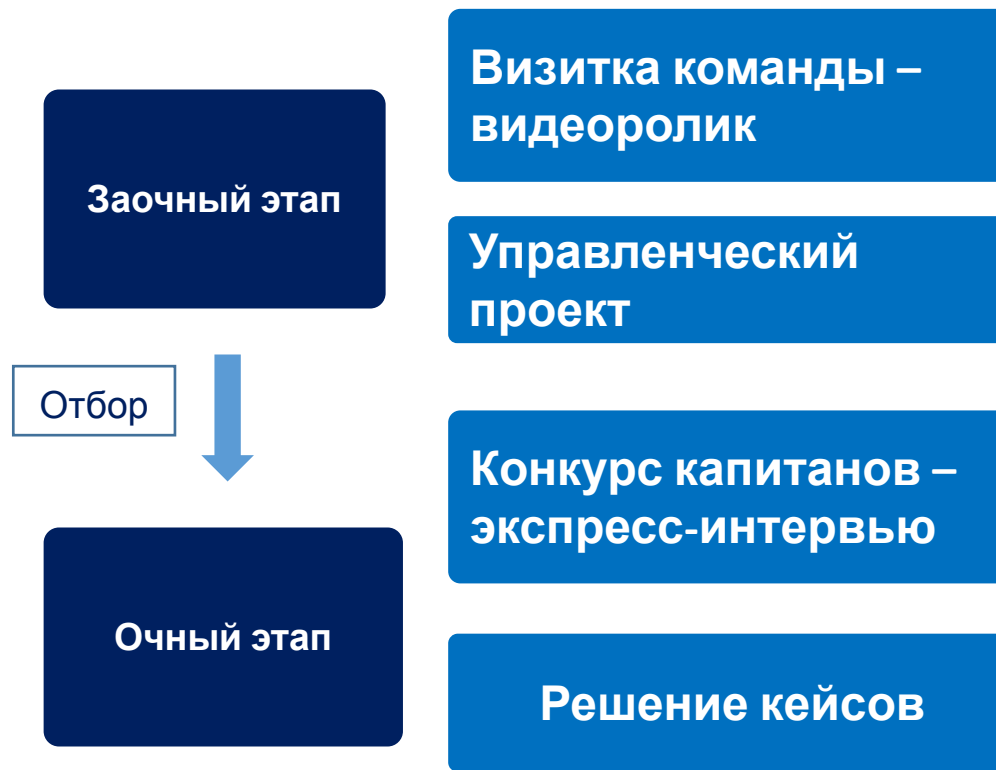 Заочный этап
Визитка команды –
видеоролик
Управленческий
проект
Отбор
Очный этап
Конкурс капитанов –
экспресс-интервью
Решение кейсов